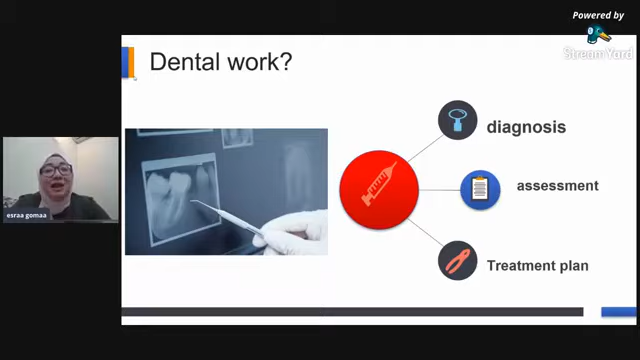 Powered by
StreamYard
Dental work?
diagnosis
assessment
Treatment plan
esraa gomaa